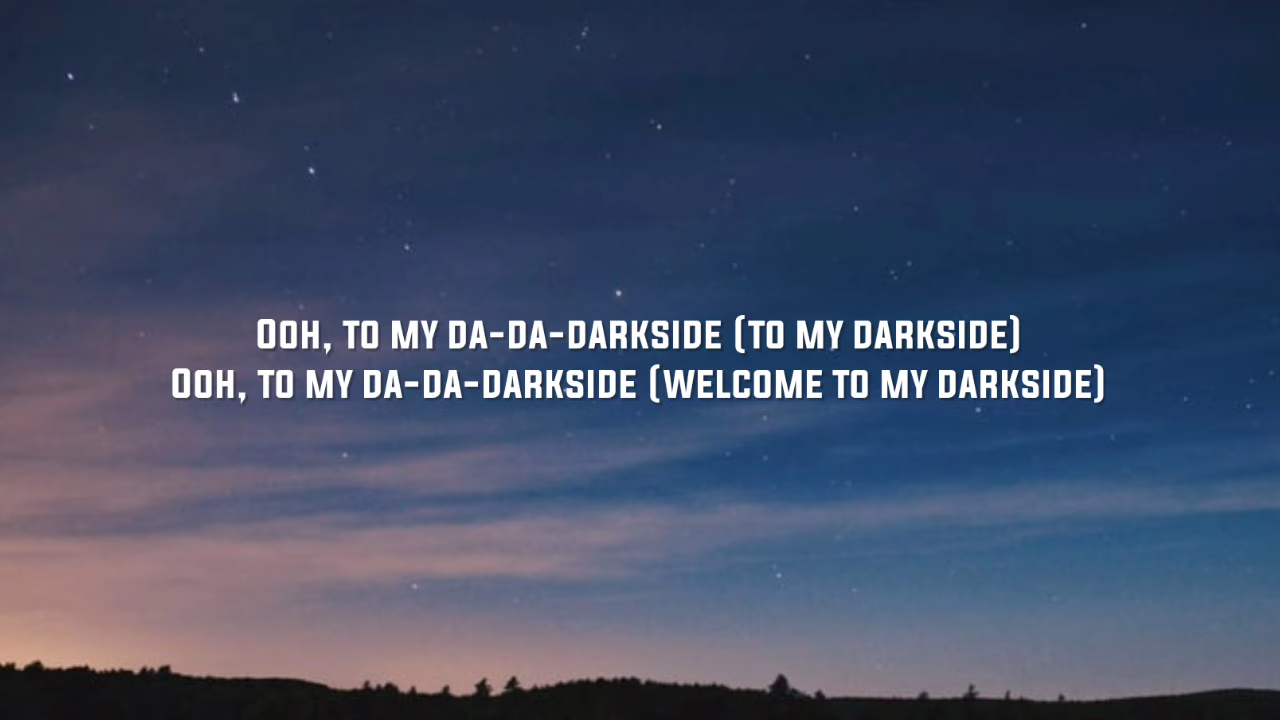 Ooh, to my da-da-darkside (to my darkside)
Ooh, to my da-da-darkside (welcome to my darkside)